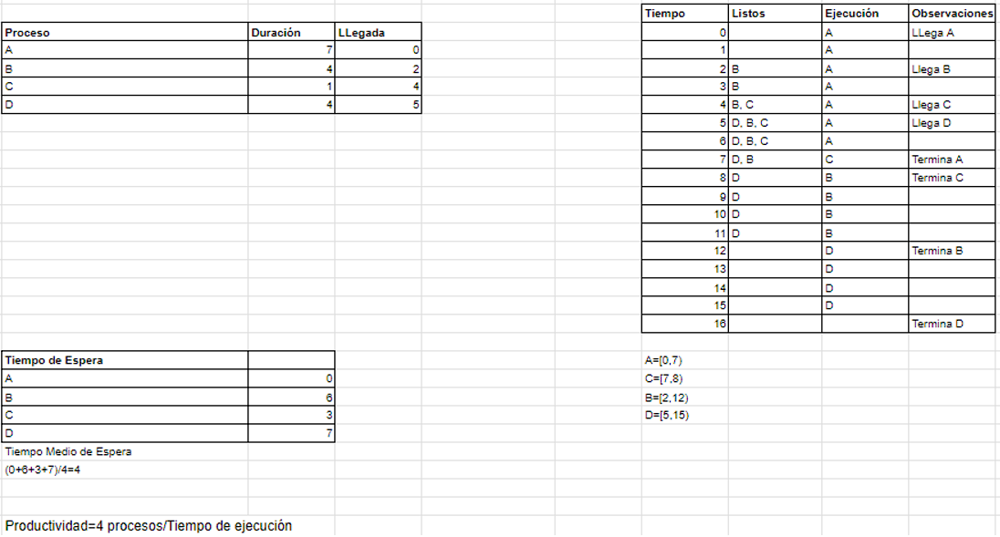 Proceso Duración LLegada
A 7 0
B 4 2
C 1 4
D 4 5
Tiempo Listos Ejecución Observaciones
0 A LLega A
1 A
2 B A Llega B
3 B A
4 B, C A Llega C
5 D, B, C A Llega D
6 D, B, C A
7 D, B C Termina A
8 D B Termina C
9 D B
10 D B
11 D B
12 D Termina B
13 D
14 D
15 D
16 Termina D
Tiempo de Espera
A 0
B 6
C 3
D 7
Tiempo Medio de Espera
(0+6+3+7)/4=4
A=[0,7)
C=[7,8)
B=[2,12)
D=[5,15)
Productividad=4 procesos/Tiempo de ejecución